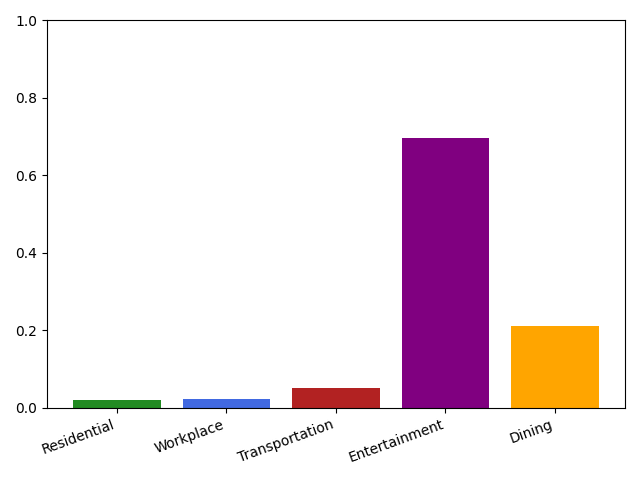 1.0
0.8
0.6
0.4
0.2
0.0
Residential
Workplace
Transportation
Entertainment
Dining